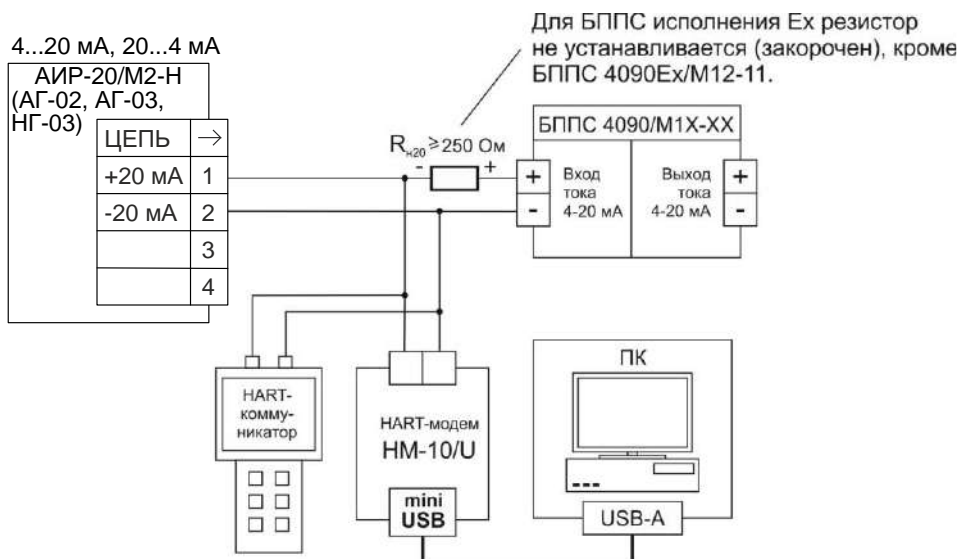 Для БППС исполнения Ex резистор
не устанавливается (закорочен), кроме
БППС 4090Ex/M12-11.
4...20 мА, 20...4 мА
АИР-20/М2-Н
(АГ-02, АГ-03,
НГ-03)
ЦЕПЬ →
+20 мА 1
-20 мА 2
3
4
Rн20 ≥ 250 Ом
- +
БППС 4090/М1Х-ХХ
+
-
Вход
тока
4-20 мА
Выход
тока
4-20 мА
+
-
HART-
комму-
никатор
HART-модем
HM-10/U
mini
USB
ПК
USB-A